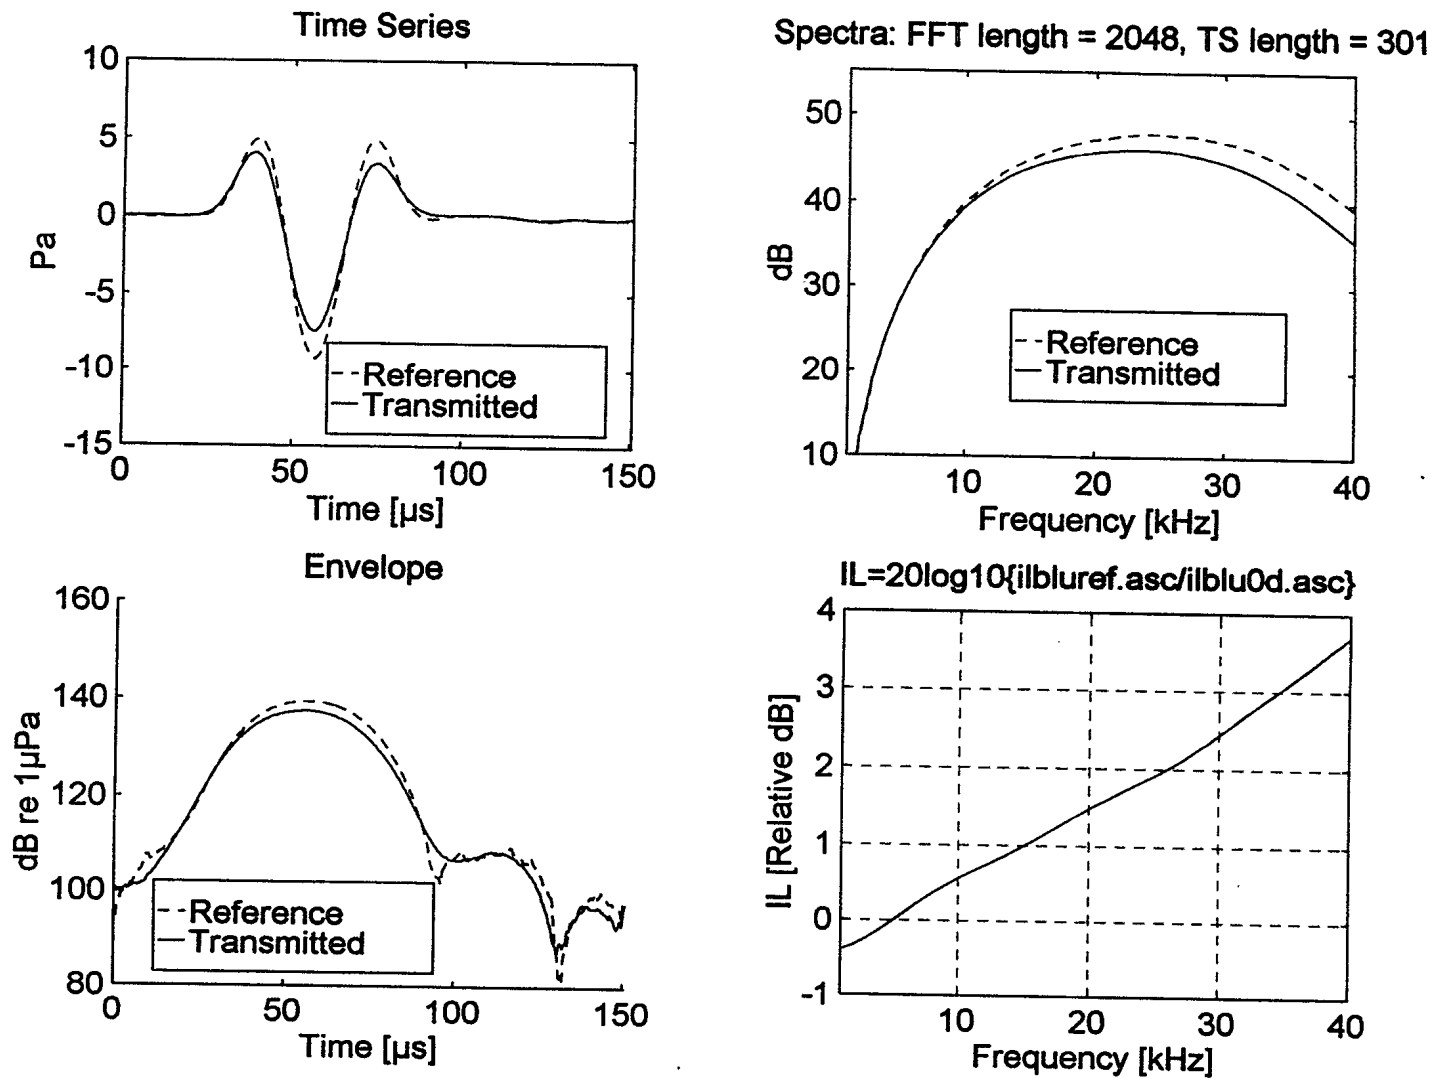 Time Series
10
5
0
-5
-10
-15
Pa
Reference
Transmitted
0
50
100
150
Time [µs]
Spectra: FFT length = 2048, TS length = 301
50
40
30
20
10
dB
Reference
Transmitted
10
20
30
40
Frequency [kHz]
Envelope
160
140
120
100
80
dB re 1µPa
Reference
Transmitted
0
50
100
150
Time [µs]
IL=20log10{ilbluref.asc/ilblu0d.asc}
4
3
2
1
0
-1
IL [Relative dB]
10
20
30
40
Frequency [kHz]